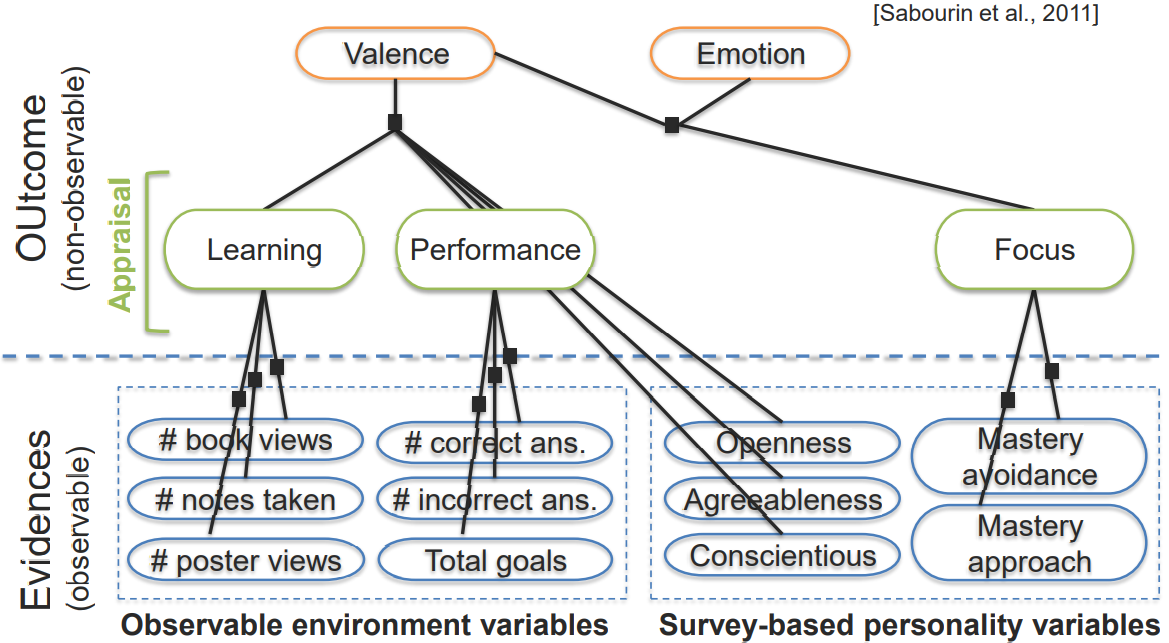 [Sabourin et al., 2011]
Valence
Emotion
OUtcome
(non-observable)
Appraisal
Learning
Performance
Focus
Evidences
(observable)
# book views
# notes taken
# poster views
# correct ans.
# incorrect ans.
Total goals
Openness
Agreeableness
Conscientious
Mastery
avoidance
Mastery
approach
Observable environment variables
Survey-based personality variables